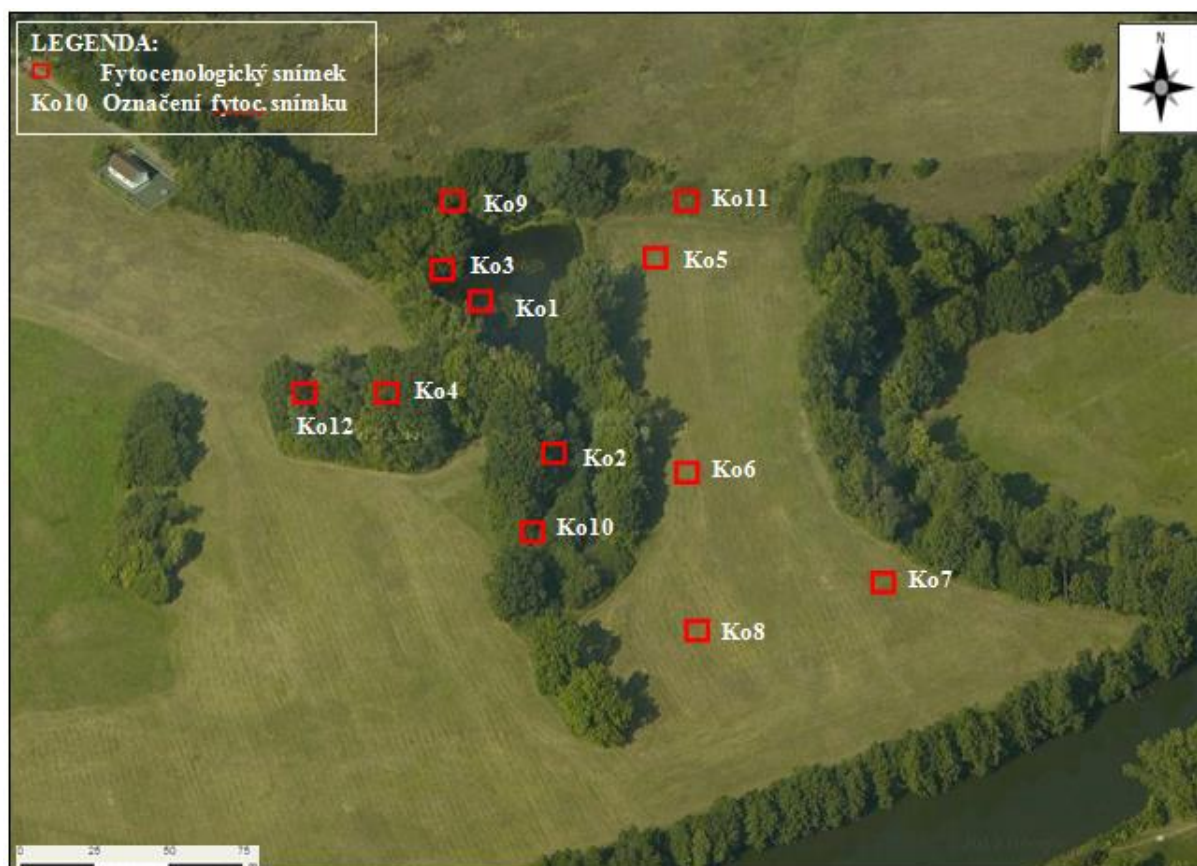 LEGENDA:
Fytocenologický snímek
Ko10 Označení fytoc. snímku
N
Ko9
Ko11
Ko3
Ko5
Ko1
Ko4
Ko12
Ko2
Ko6
Ko10
Ko7
Ko8
0 25 50 75